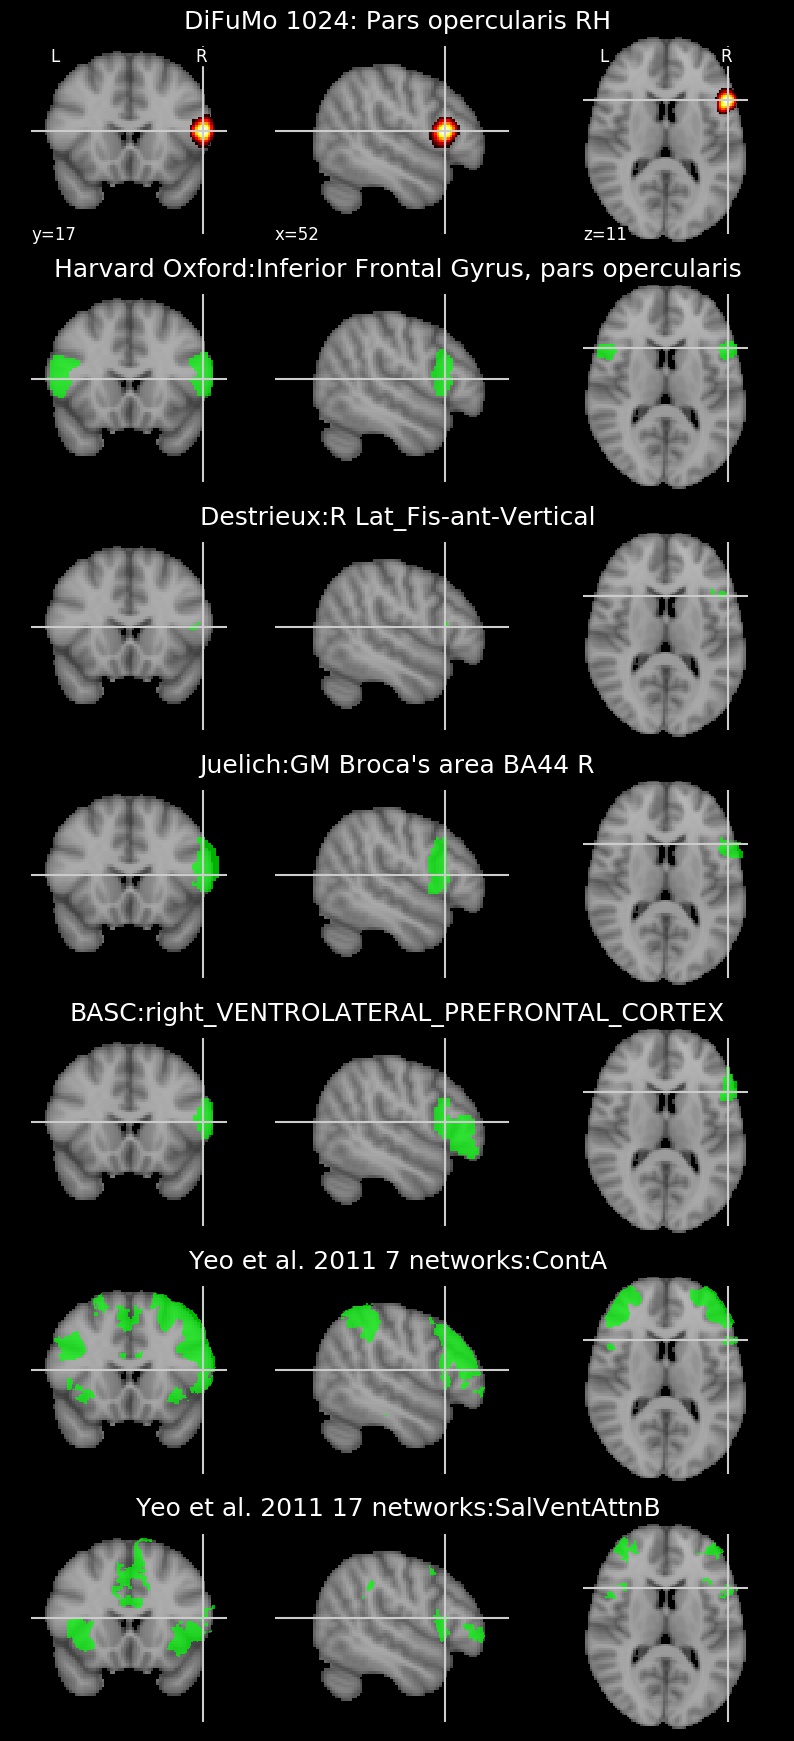 DiFuMo 1024: Pars opercularis RH
L R L R
y=17 x=52 z=11
Harvard Oxford:Inferior Frontal Gyrus, pars opercularis
Destrieux:R Lat_Fis-ant-Vertical
Juelich:GM Broca's area BA44 R
BASC:right_VENTROLATERAL_PREFRONTAL_CORTEX
Yeo et al. 2011 7 networks:ContA
Yeo et al. 2011 17 networks:SalVentAttnB